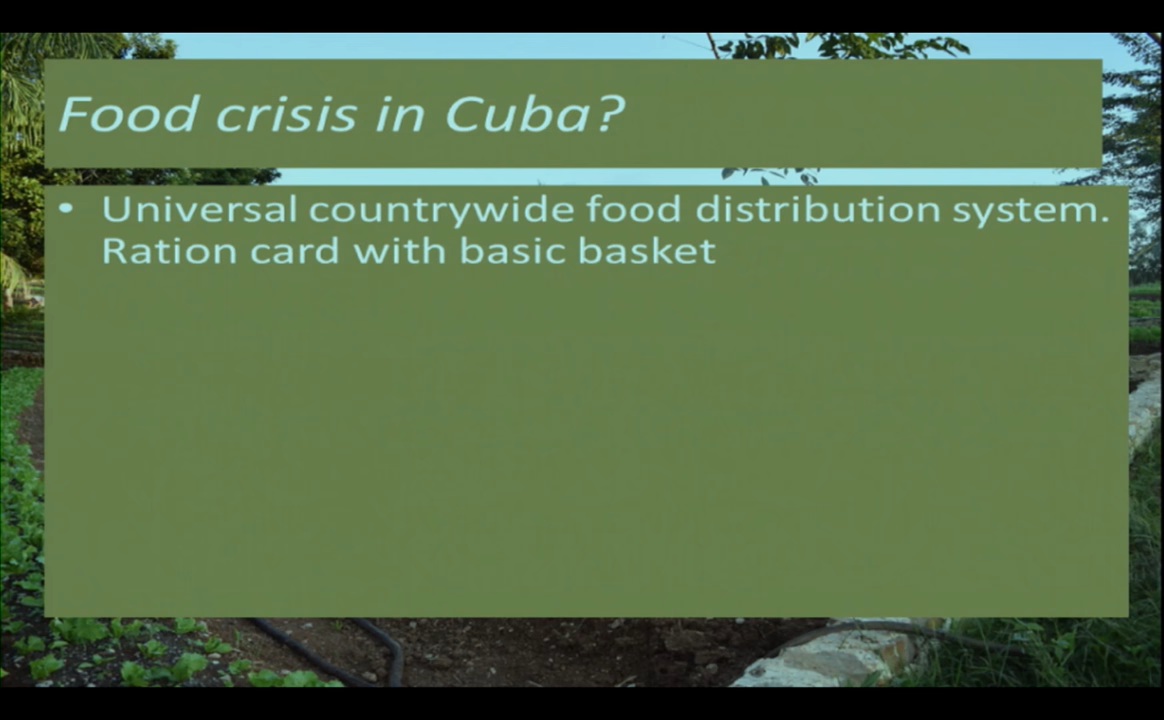 Food crisis in Cuba?
• Universal countrywide food distribution system.
Ration card with basic basket